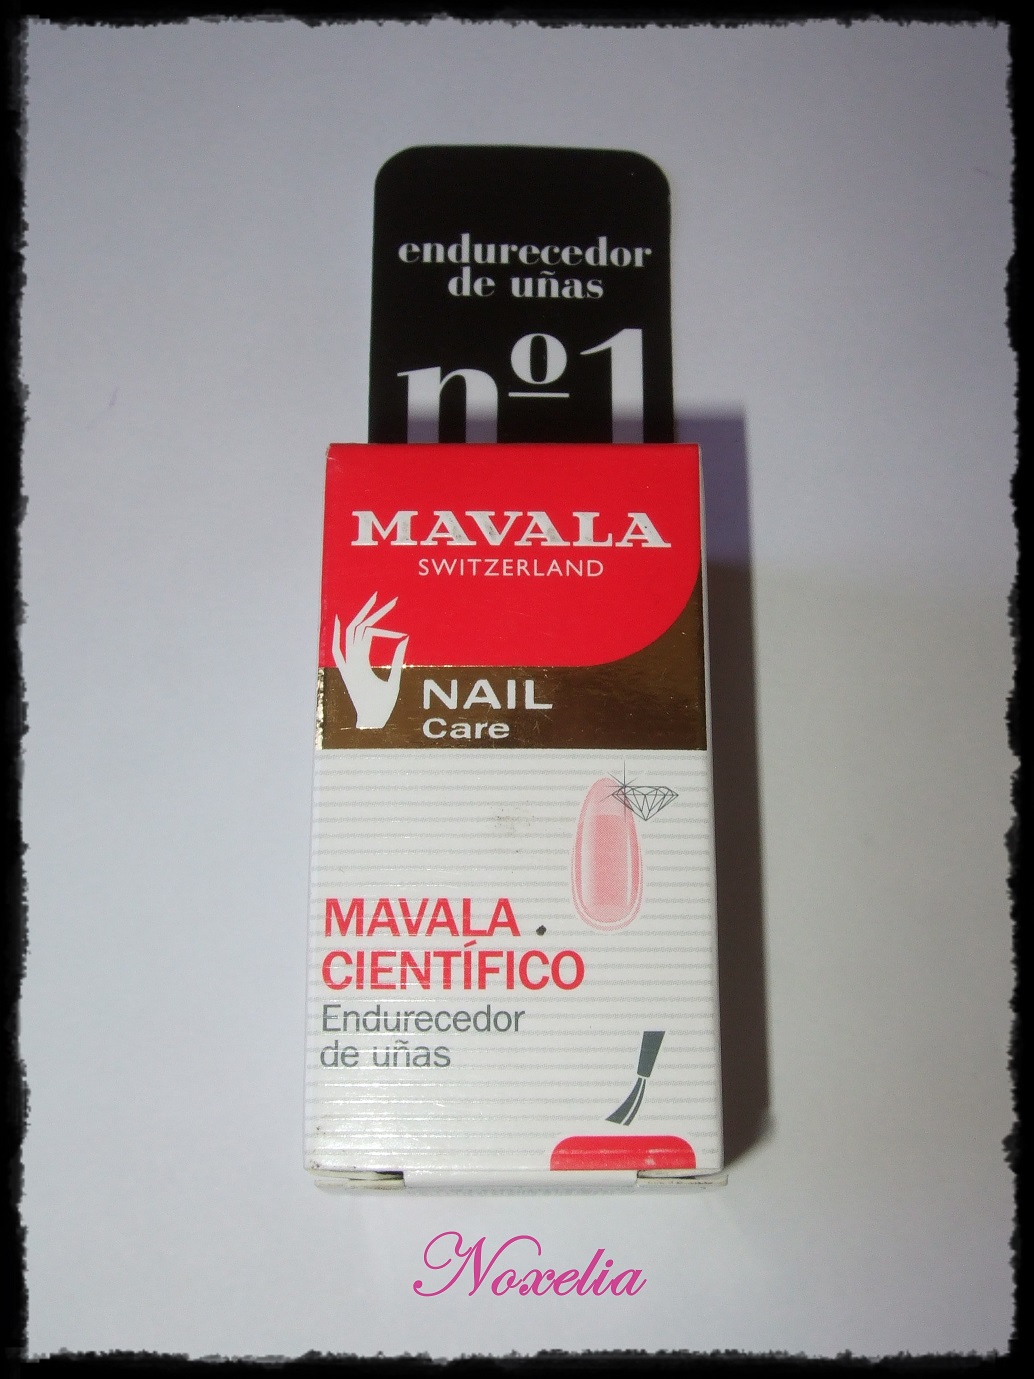 endurecedor
de uñas
nº1
MAVALA
SWITZERLAND
NAIL
Care
MAVALA
CIENTÍFICO
Endurecedor
de uñas
Noxelia